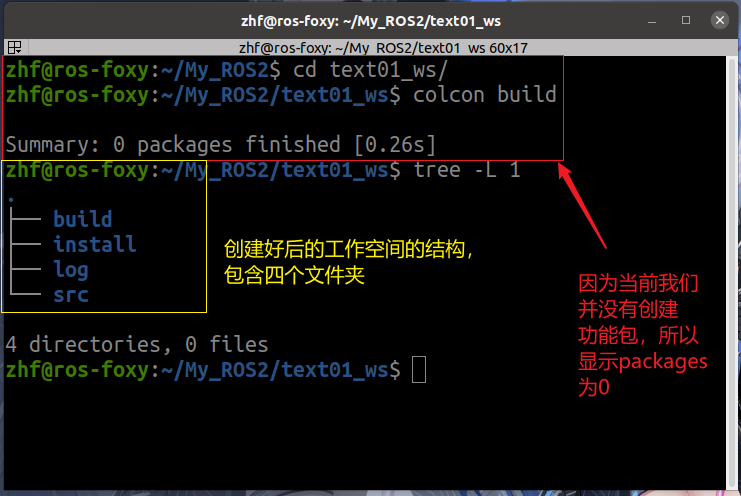 zhf@ros-foxy: ~/My_ROS2/text01_ws
zhf@ros-foxy: ~/My_ROS2/text01_ws 60x17
zhf@ros-foxy:~/My_ROS2$ cd text01_ws/
zhf@ros-foxy:~/My_ROS2/text01_ws$ colcon build
Summary: 0 packages finished [0.26s]
zhf@ros-foxy:~/My_ROS2/text01_ws$ tree -L 1
.
├── build
├── install
├── log
└── src
创建好后的工作空间的结构，
包含四个文件夹
因为当前我们
并没有创建
功能包，所以
显示packages
为0
4 directories, 0 files
zhf@ros-foxy:~/My_ROS2/text01_ws$